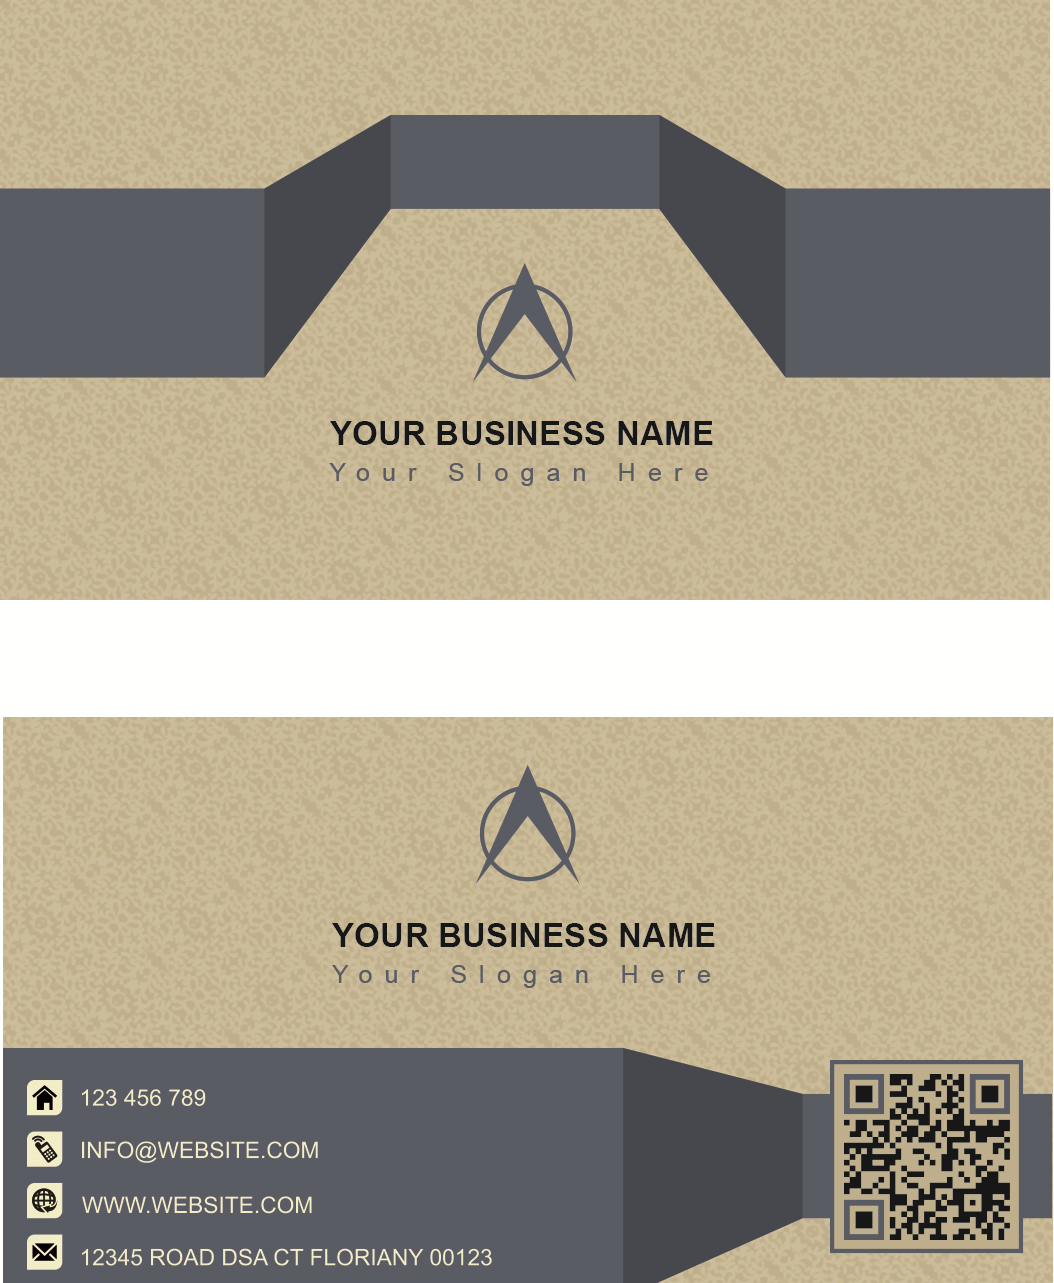 YOUR BUSINESS NAME
Your Slogan Here
YOUR BUSINESS NAME
Your Slogan Here
123 456 789
INFO@WEBSITE.COM
WWW.WEBSITE.COM
12345 ROAD DSA CT FLORIANY 00123